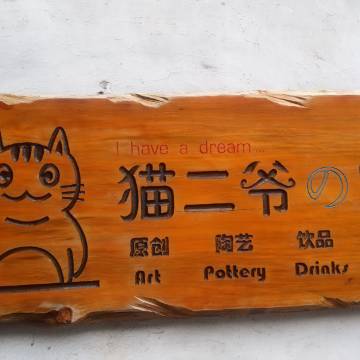 I have a dream...
猫二爷の
原创 陶艺 饮品
Art Pottery Drinks